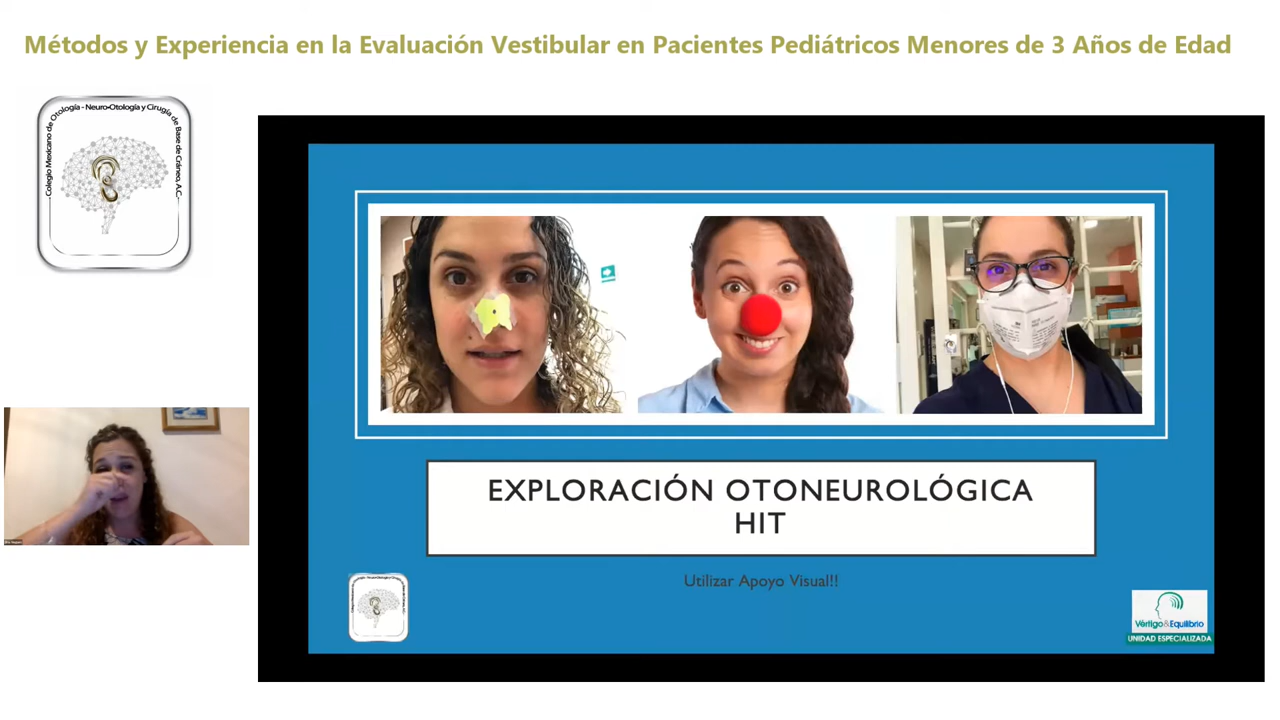 Métodos y Experiencia en la Evaluación Vestibular en Pacientes Pediátricos Menores de 3 Años de Edad
Colegio Mexicano de Otología - Neuro-Otología y Cirugía de Base de Cráneo, A.C.
EXPLORACIÓN OTONEUROLÓGICA
HIT
Utilizar Apoyo Visual!!
Vértigo&Equilibrio
UNIDAD ESPECIALIZADA